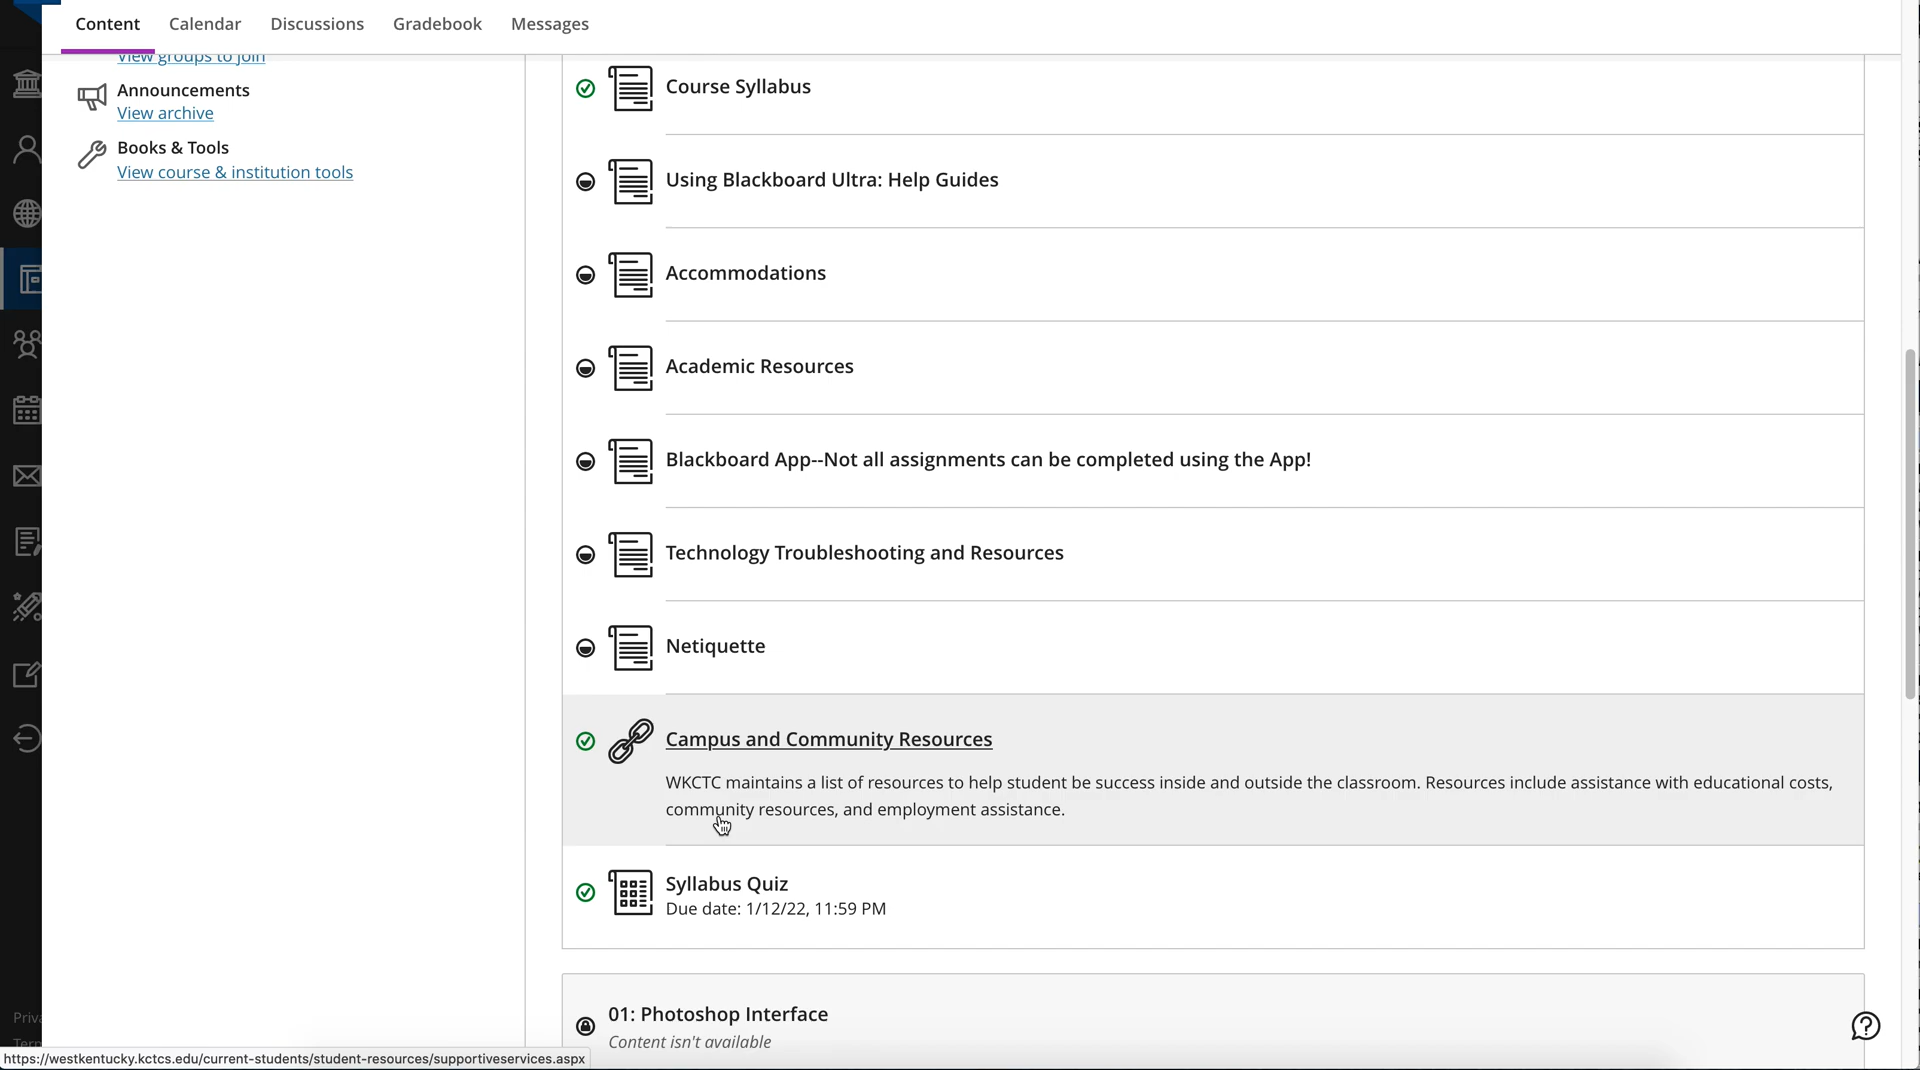 Content Calendar Discussions Gradebook Messages
View groups to join
Announcements
View archive
Books & Tools
View course & institution tools
Course Syllabus
Using Blackboard Ultra: Help Guides
Accommodations
Academic Resources
Blackboard App--Not all assignments can be completed using the App!
Technology Troubleshooting and Resources
Netiquette
Campus and Community Resources
WKCTC maintains a list of resources to help student be success inside and outside the classroom. Resources include assistance with educational costs,
community resources, and employment assistance.
Syllabus Quiz
Due date: 1/12/22, 11:59 PM
01: Photoshop Interface
Content isn't available
https://westkentucky.kctcs.edu/current-students/student-resources/supportiveservices.aspx